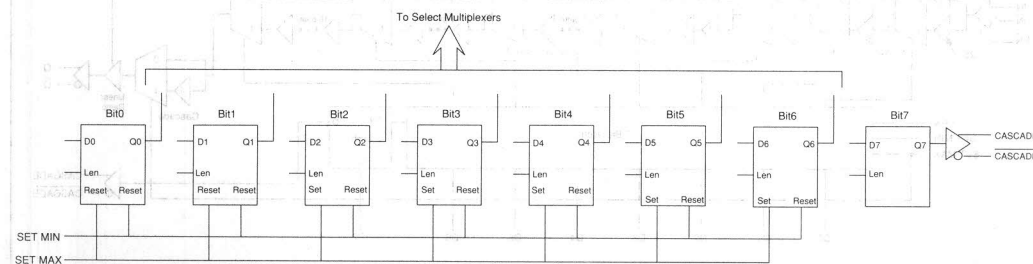 To Select Multiplexers
Bit0 Bit1 Bit2 Bit3 Bit4 Bit5 Bit6 Bit7
D0 Q0 D1 Q1 D2 Q2 D3 Q3 D4 Q4 D5 Q5 D6 Q6 D7 Q7
CASCADE
CASCADE
Len Len Len Len Len Len Len Len
Reset Reset Reset Reset Set Reset Set Reset Set Reset Set Reset Set Reset
SET MIN
SET MAX